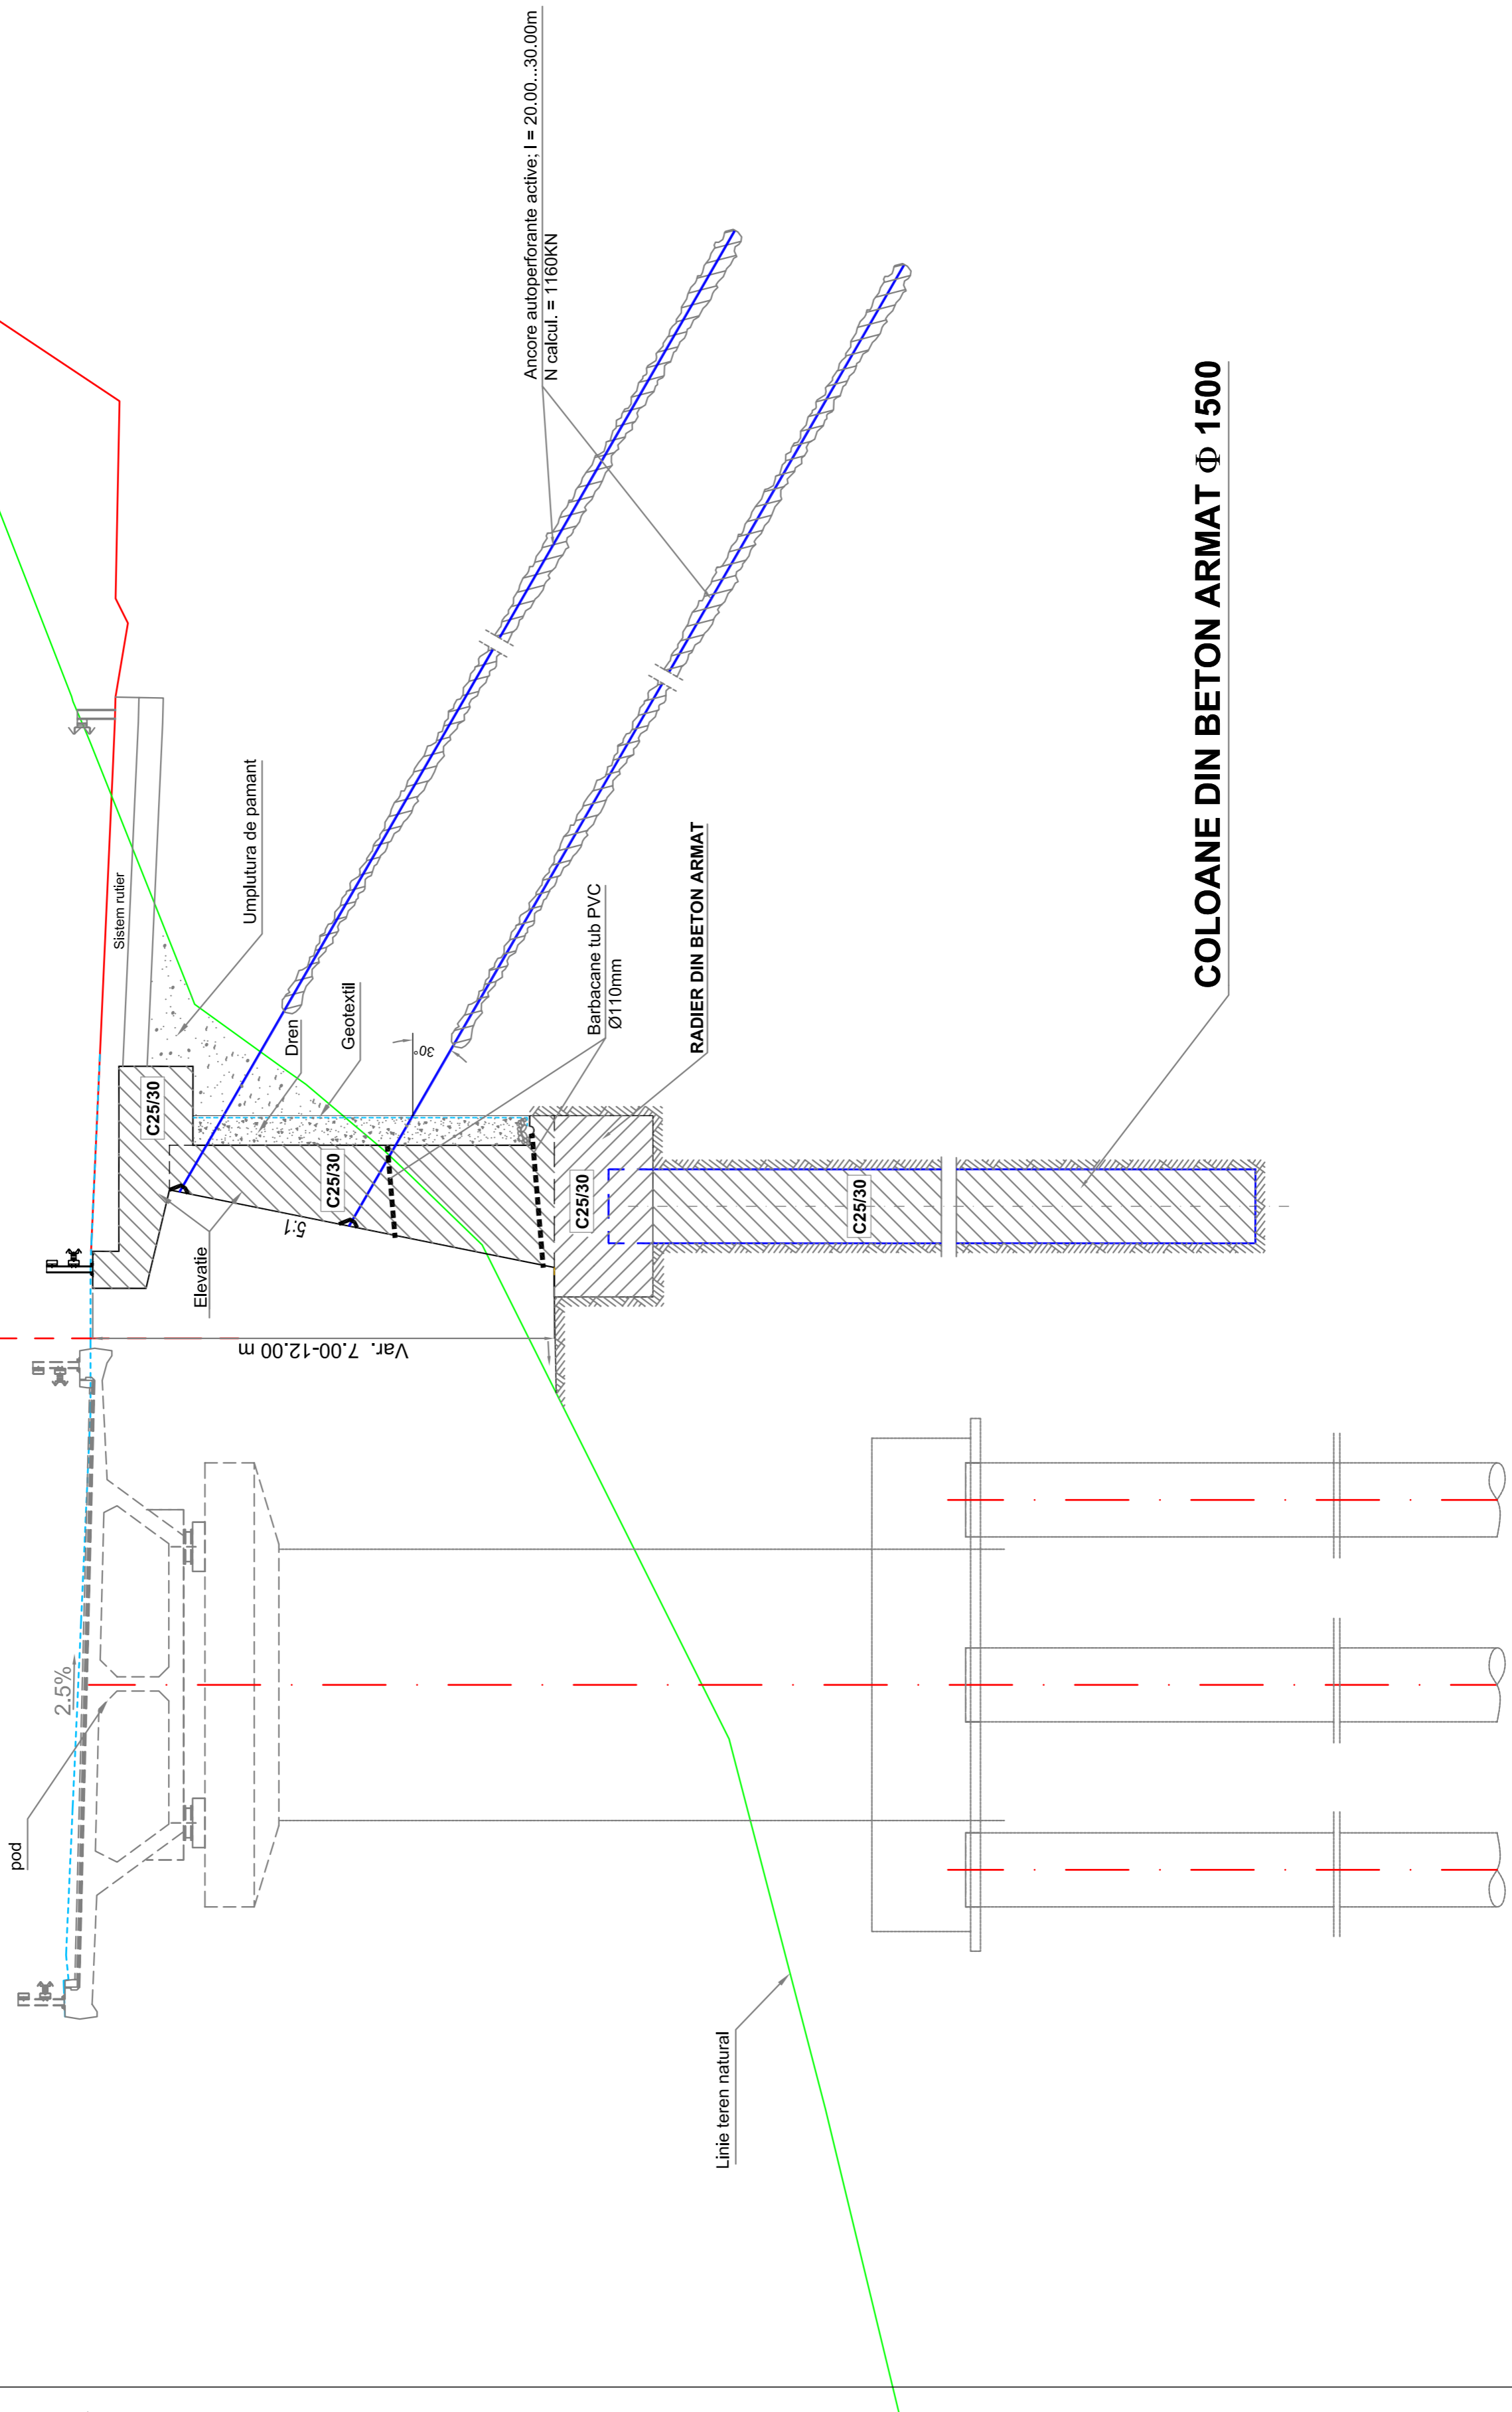 pod
2.5%
Linie teren natural
Var. 7.00-12.00 m
Elevatie
5:1
C25/30
C25/30
C25/30
C25/30
Sistem rutier
Umplutura de pamant
Dren
Geotextil
30°
Barbacane tub PVC
Ø110mm
RADIER DIN BETON ARMAT
Ancore autoperforante active; l = 20.00...30.00m
N calcul. = 1160KN
COLOANE DIN BETON ARMAT Φ 1500